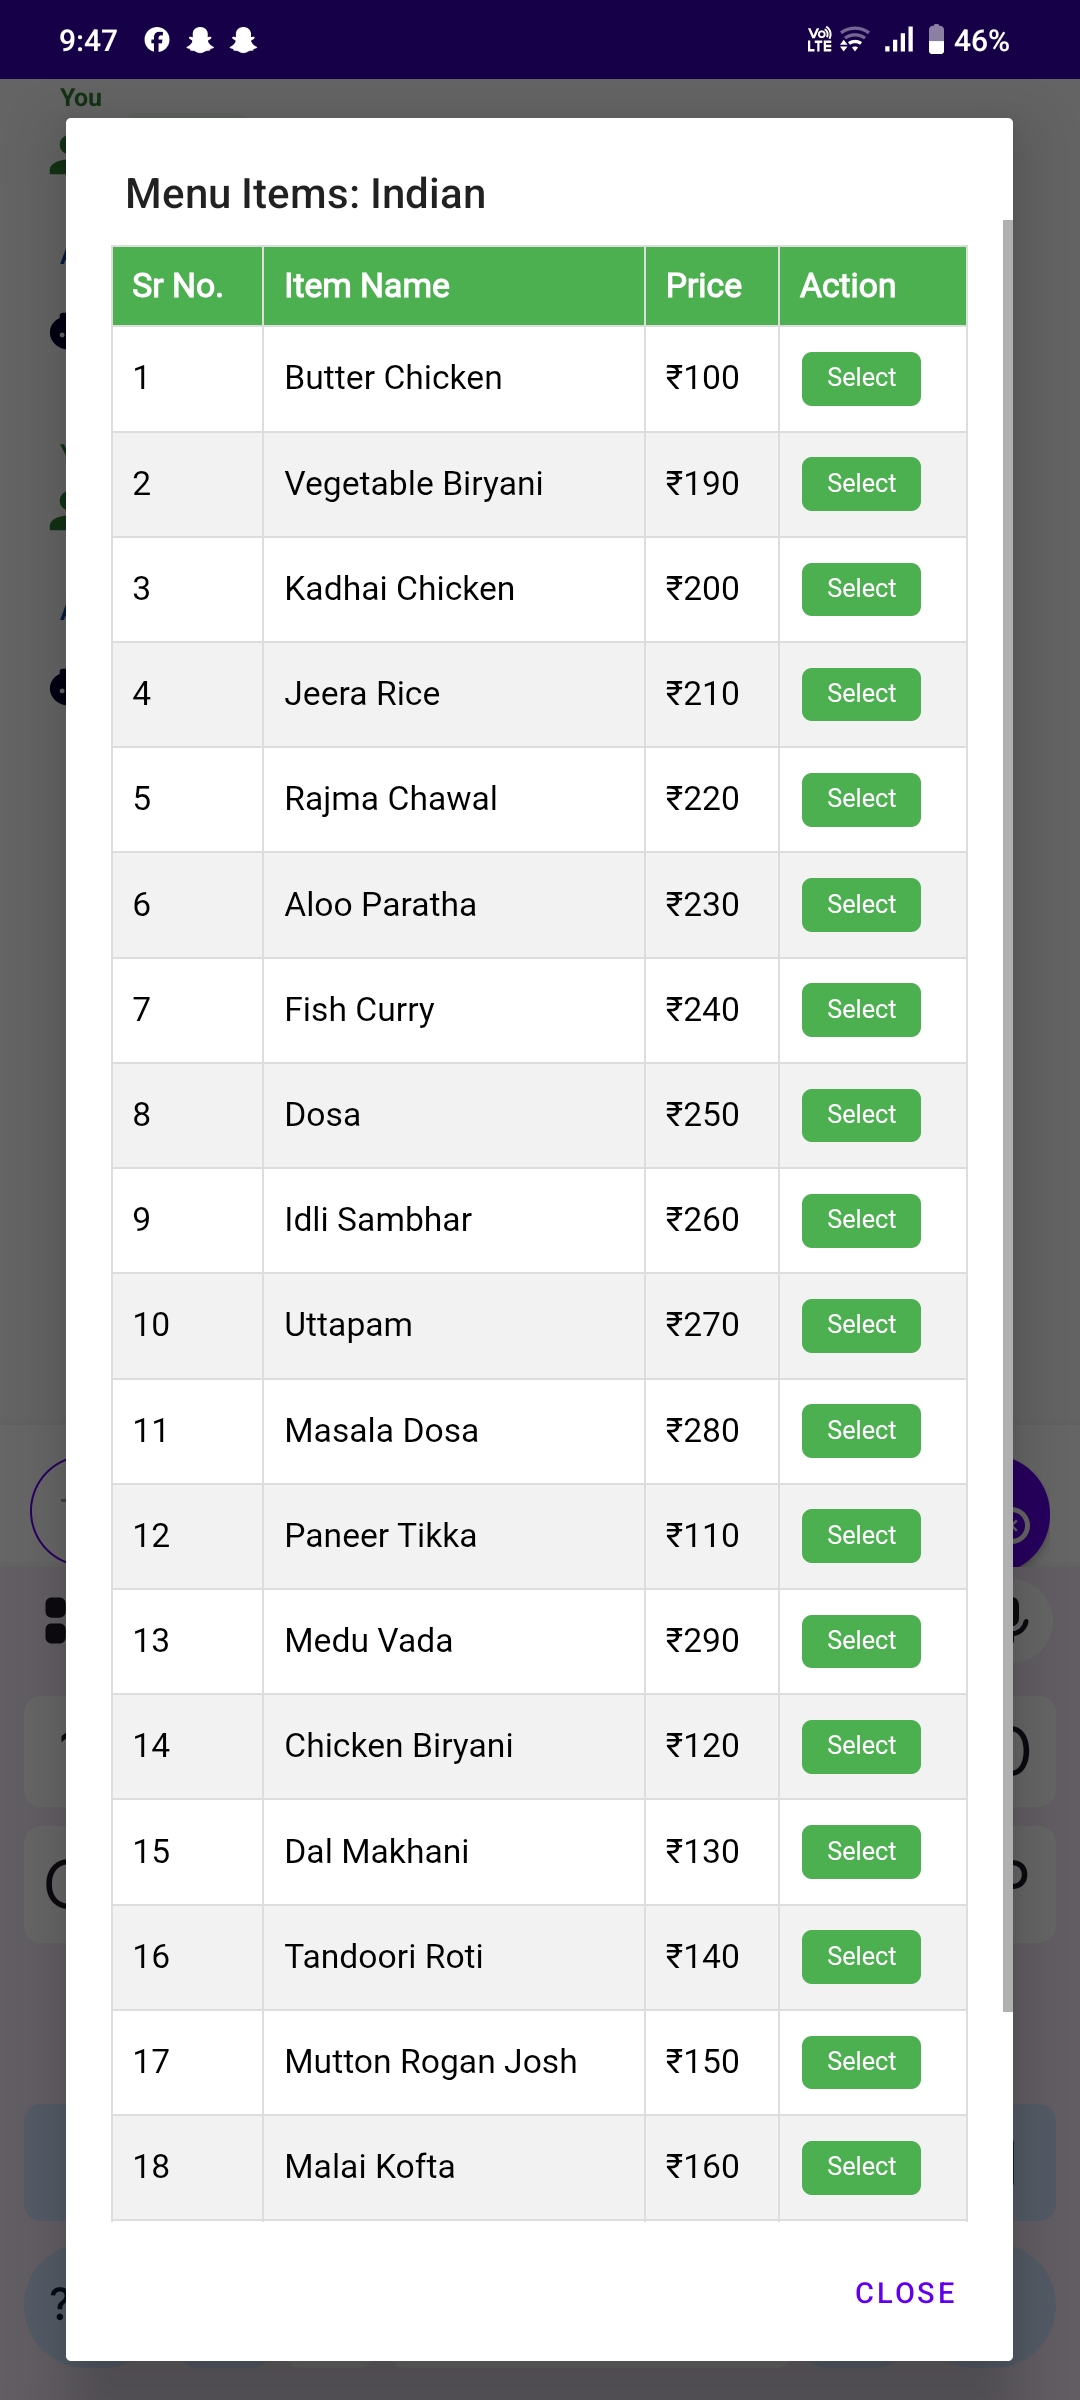 9:47 Vo) LTE 46%
You
Menu Items: Indian
Sr No. Item Name Price Action
1 Butter Chicken ₹100 Select
2 Vegetable Biryani ₹190 Select
3 Kadhai Chicken ₹200 Select
4 Jeera Rice ₹210 Select
5 Rajma Chawal ₹220 Select
6 Aloo Paratha ₹230 Select
7 Fish Curry ₹240 Select
8 Dosa ₹250 Select
9 Idli Sambhar ₹260 Select
10 Uttapam ₹270 Select
11 Masala Dosa ₹280 Select
12 Paneer Tikka ₹110 Select
13 Medu Vada ₹290 Select
14 Chicken Biryani ₹120 Select
15 Dal Makhani ₹130 Select
16 Tandoori Roti ₹140 Select
17 Mutton Rogan Josh ₹150 Select
18 Malai Kofta ₹160 Select
CLOSE